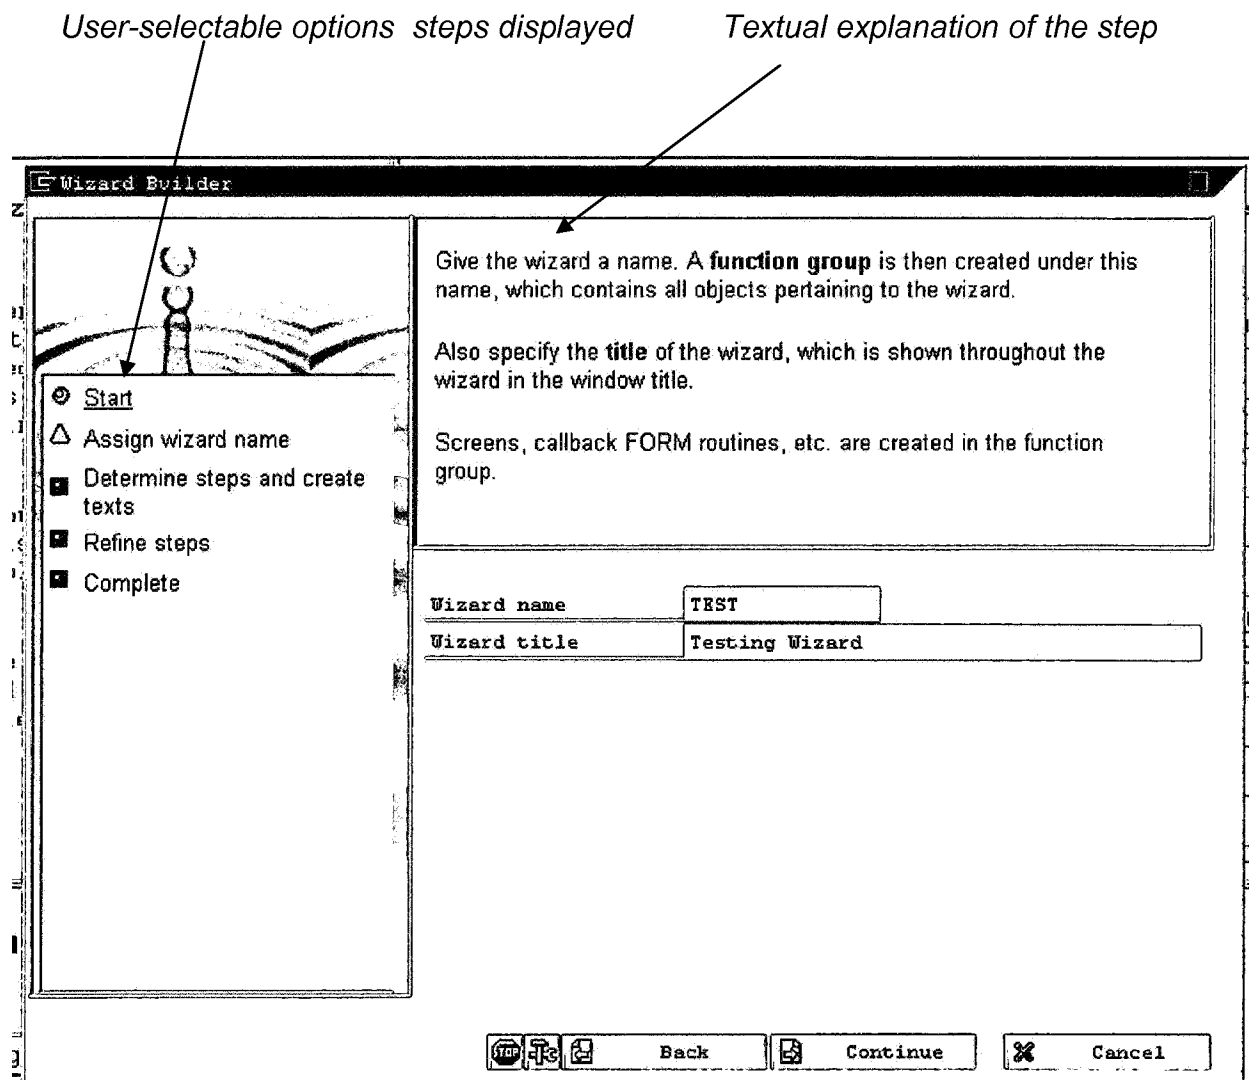 User-selectable options steps displayed
Textual explanation of the step
Wizard Builder
Give the wizard a name. A function group is then created under this
name, which contains all objects pertaining to the wizard.
Also specify the title of the wizard, which is shown throughout the
wizard in the window title.
Screens, callback FORM routines, etc. are created in the function
group.
Start
Assign wizard name
Determine steps and create
texts
Refine steps
Complete
Wizard name TEST
Wizard title Testing Wizard
STOP Back Continue Cancel